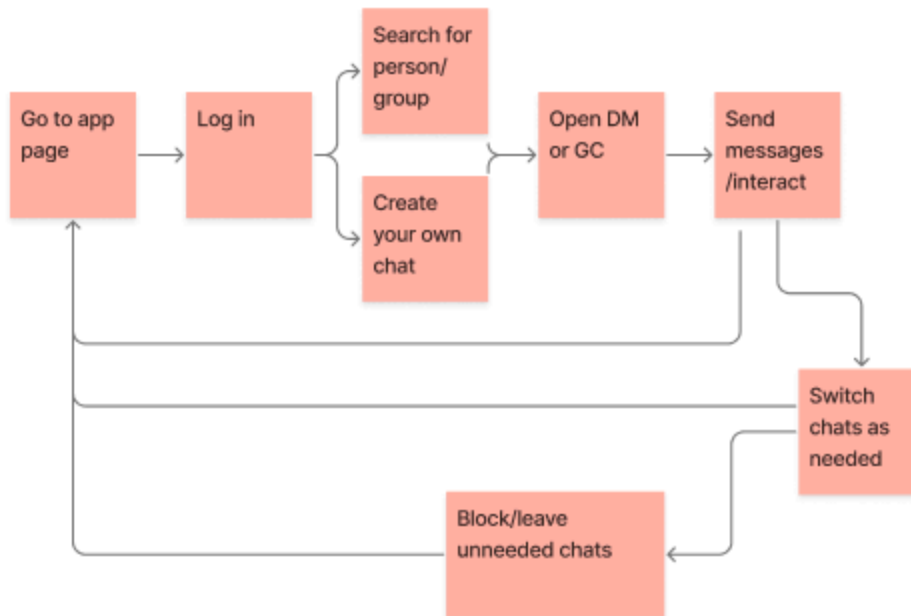 Go to app
page
Log in
Search for
person/
group
Create
your own
chat
Open DM
or GC
Send
messages
/interact
Switch
chats as
needed
Block/leave
unneeded chats